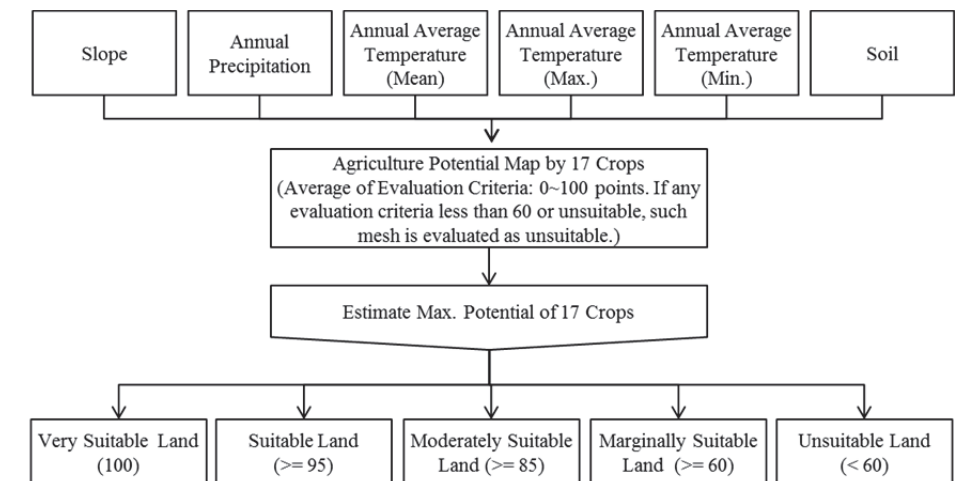 Slope
Annual
Precipitation
Annual Average
Temperature
(Mean)
Annual Average
Temperature
(Max.)
Annual Average
Temperature
(Min.)
Soil
Agriculture Potential Map by 17 Crops
(Average of Evaluation Criteria: 0~100 points. If any
evaluation criteria less than 60 or unsuitable, such
mesh is evaluated as unsuitable.)
Estimate Max. Potential of 17 Crops
Very Suitable Land
(100)
Suitable Land
(>= 95)
Moderately Suitable
Land (>= 85)
Marginally Suitable
Land (>= 60)
Unsuitable Land
(< 60)